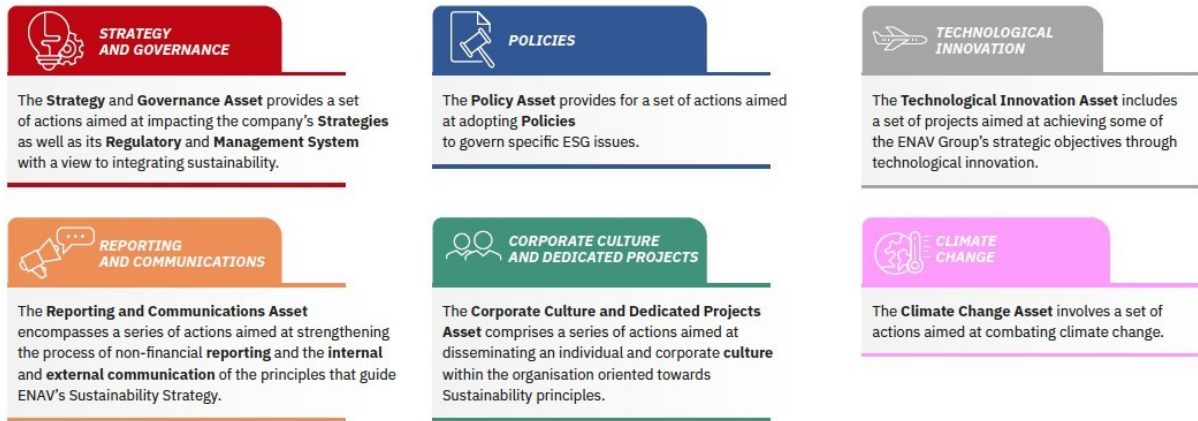 STRATEGY
AND GOVERNANCE
The Strategy and Governance Asset provides a set
of actions aimed at impacting the company’s Strategies
as well as its Regulatory and Management System
with a view to integrating sustainability.
POLICIES
The Policy Asset provides for a set of actions aimed
at adopting Policies
to govern specific ESG issues.
TECHNOLOGICAL
INNOVATION
The Technological Innovation Asset includes
a set of projects aimed at achieving some of
the ENAV Group’s strategic objectives through
technological innovation.
REPORTING
AND COMMUNICATIONS
The Reporting and Communications Asset
encompasses a series of actions aimed at strengthening
the process of non-financial reporting and the internal
and external communication of the principles that guide
ENAV’s Sustainability Strategy.
CORPORATE CULTURE
AND DEDICATED PROJECTS
The Corporate Culture and Dedicated Projects
Asset comprises a series of actions aimed at
disseminating an individual and corporate culture
within the organisation oriented towards
Sustainability principles.
CLIMATE
CHANGE
The Climate Change Asset involves a set of
actions aimed at combating climate change.